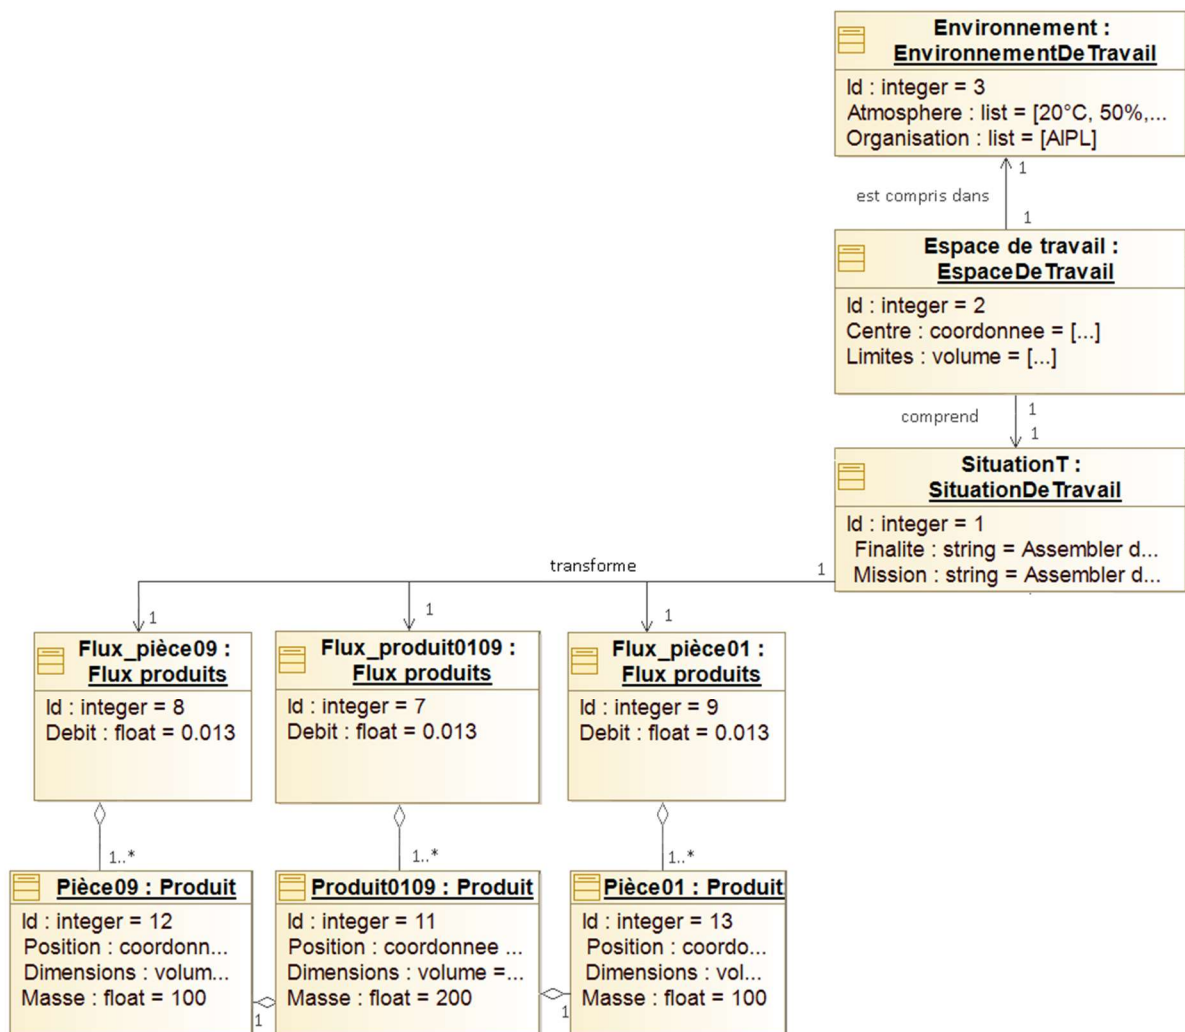 Environnement :
EnvironnementDeTravail
Id : integer = 3
Atmosphere : list = [20°C, 50%,...
Organisation : list = [AIPL]
1
est compris dans
1
Espace de travail :
EspaceDeTravail
Id : integer = 2
Centre : coordonnee = [...]
Limites : volume = [...]
comprend
1
1
SituationT :
SituationDeTravail
Id : integer = 1
Finalite : string = Assembler d...
Mission : string = Assembler d...
transforme
1
1
1
1
Flux_pièce09 :
Flux produits
Id : integer = 8
Debit : float = 0.013
Flux_produit0109 :
Flux produits
Id : integer = 7
Debit : float = 0.013
Flux_pièce01 :
Flux produits
Id : integer = 9
Debit : float = 0.013
1..*
1..*
1..*
Pièce09 : Produit
Id : integer = 12
Position : coordonn...
Dimensions : volum...
Masse : float = 100
1
Produit0109 : Produit
Id : integer = 11
Position : coordonnee ...
Dimensions : volume =...
Masse : float = 200
1
Pièce01 : Produit
Id : integer = 13
Position : coordo...
Dimensions : vol...
Masse : float = 100